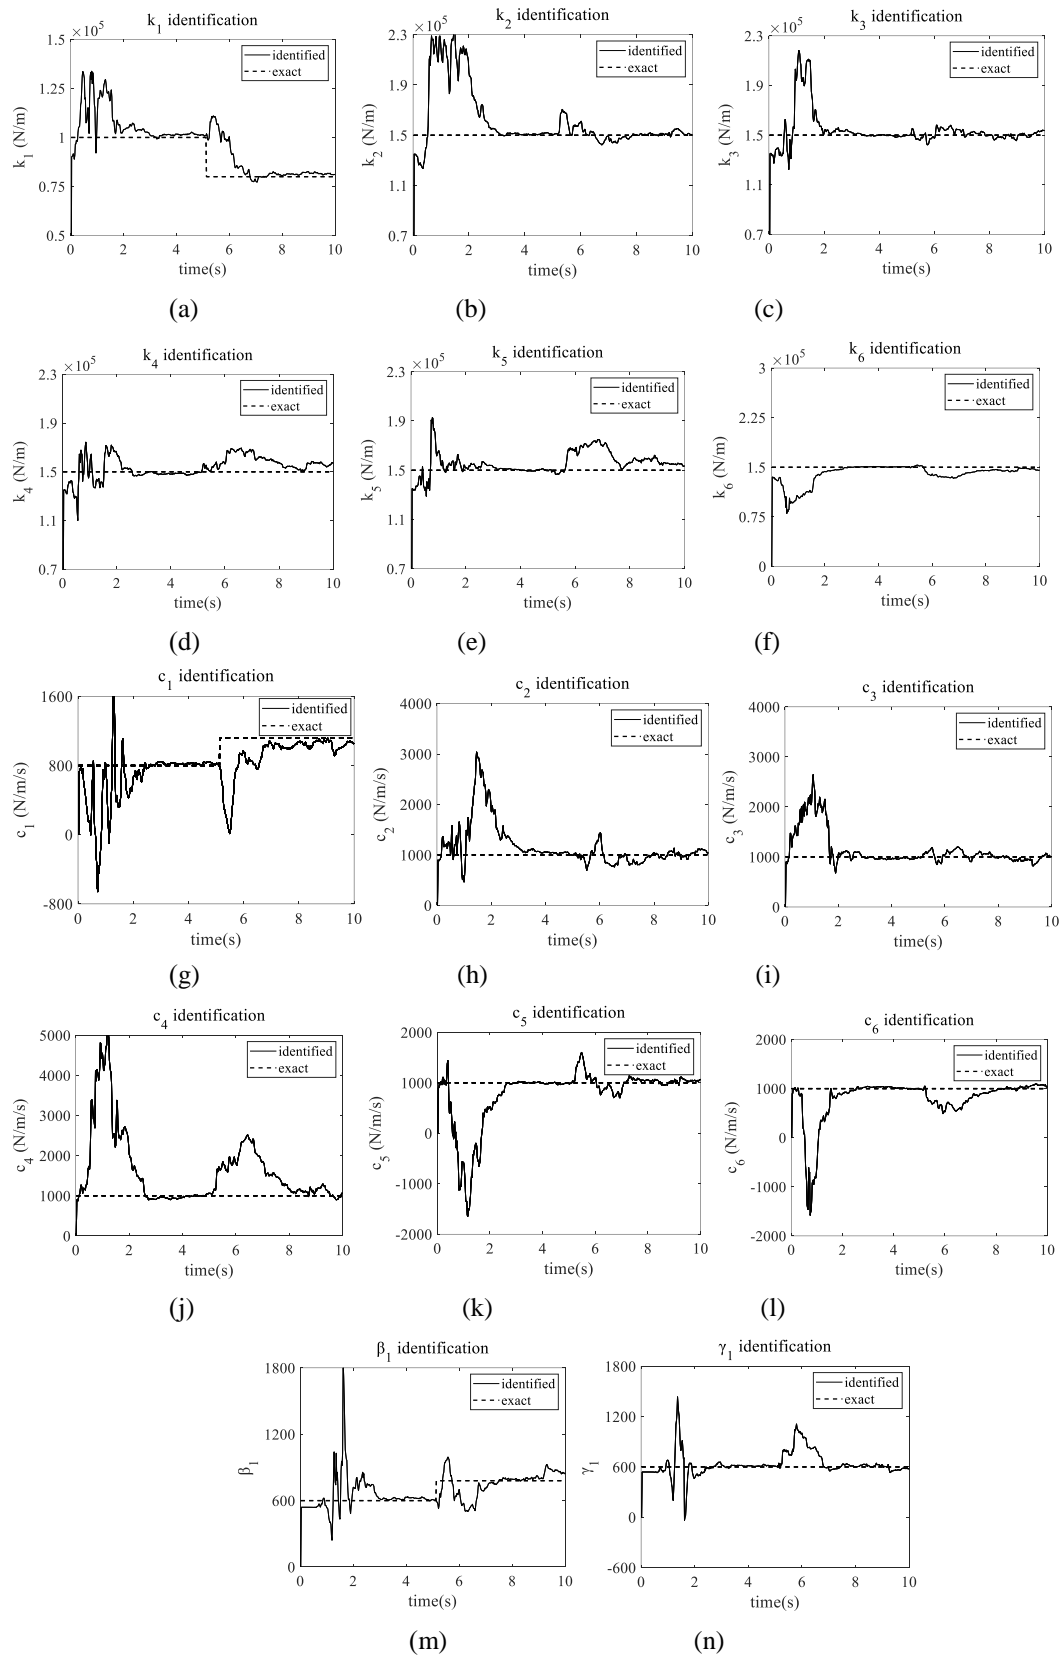 k1 identification
×10^5
identified
exact
1.5
1.25
1
0.75
0.5
k1 (N/m)
0 2 4 6 8 10
time(s)
(a)
k2 identification
×10^5
identified
exact
2.3
1.9
1.5
1.1
0.7
k2 (N/m)
0 2 4 6 8 10
time(s)
(b)
k3 identification
×10^5
identified
exact
2.3
1.9
1.5
1.1
0.7
k3 (N/m)
0 2 4 6 8 10
time(s)
(c)
k4 identification
×10^5
identified
exact
2.3
1.9
1.5
1.1
0.7
k4 (N/m)
0 2 4 6 8 10
time(s)
(d)
k5 identification
×10^5
identified
exact
2.3
1.9
1.5
1.1
0.7
k5 (N/m)
0 2 4 6 8 10
time(s)
(e)
k6 identification
×10^5
identified
exact
3
2.25
1.5
0.75
0
k6 (N/m)
0 2 4 6 8 10
time(s)
(f)
c1 identification
identified
exact
1600
800
0
-800
c1 (N/m/s)
0 2 4 6 8 10
time(s)
(g)
c2 identification
identified
exact
4000
3000
2000
1000
0
c2 (N/m/s)
0 2 4 6 8 10
time(s)
(h)
c3 identification
identified
exact
4000
3000
2000
1000
0
c3 (N/m/s)
0 2 4 6 8 10
time(s)
(i)
c4 identification
identified
exact
5000
4000
3000
2000
1000
0
c4 (N/m/s)
0 2 4 6 8 10
time(s)
(j)
c5 identification
identified
exact
2000
1000
0
-1000
-2000
c5 (N/m/s)
0 2 4 6 8 10
time(s)
(k)
c6 identification
identified
exact
2000
1000
0
-1000
-2000
c6 (N/m/s)
0 2 4 6 8 10
time(s)
(l)
β1 identification
identified
exact
1800
1200
600
0
β1
0 2 4 6 8 10
time(s)
(m)
γ1 identification
identified
exact
1800
1200
600
0
-600
γ1
0 2 4 6 8 10
time(s)
(n)